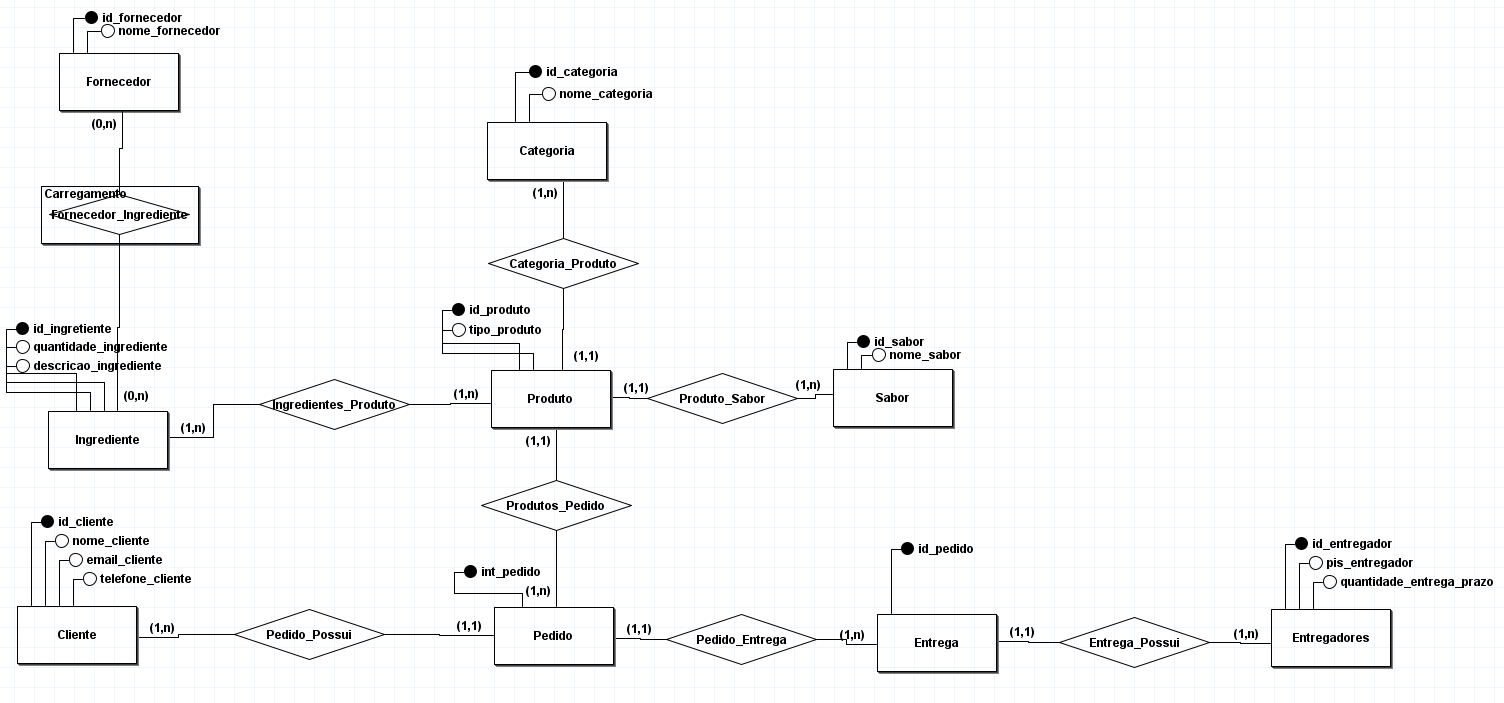 id_fornecedor
nome_fornecedor
Fornecedor
(0,n)
Carregamento
Fornecedor_Ingrediente
id_categoria
nome_categoria
Categoria
(1,n)
Categoria_Produto
id_produto
tipo_produto
(1,1)
id_ingretiente
quantidade_ingrediente
descricao_ingrediente
(0,n)
Ingrediente
(1,n)
Ingredientes_Produto
(1,n)
Produto
(1,1)
Produto_Sabor
(1,n)
id_sabor
nome_sabor
Sabor
(1,1)
Produtos_Pedido
id_cliente
nome_cliente
email_cliente
telefone_cliente
Cliente
(1,n)
Pedido_Possui
(1,1)
int_pedido
(1,n)
Pedido
(1,1)
Pedido_Entrega
(1,n)
id_pedido
Entrega
(1,1)
Entrega_Possui
(1,n)
id_entregador
pis_entregador
quantidade_entrega_prazo
Entregadores